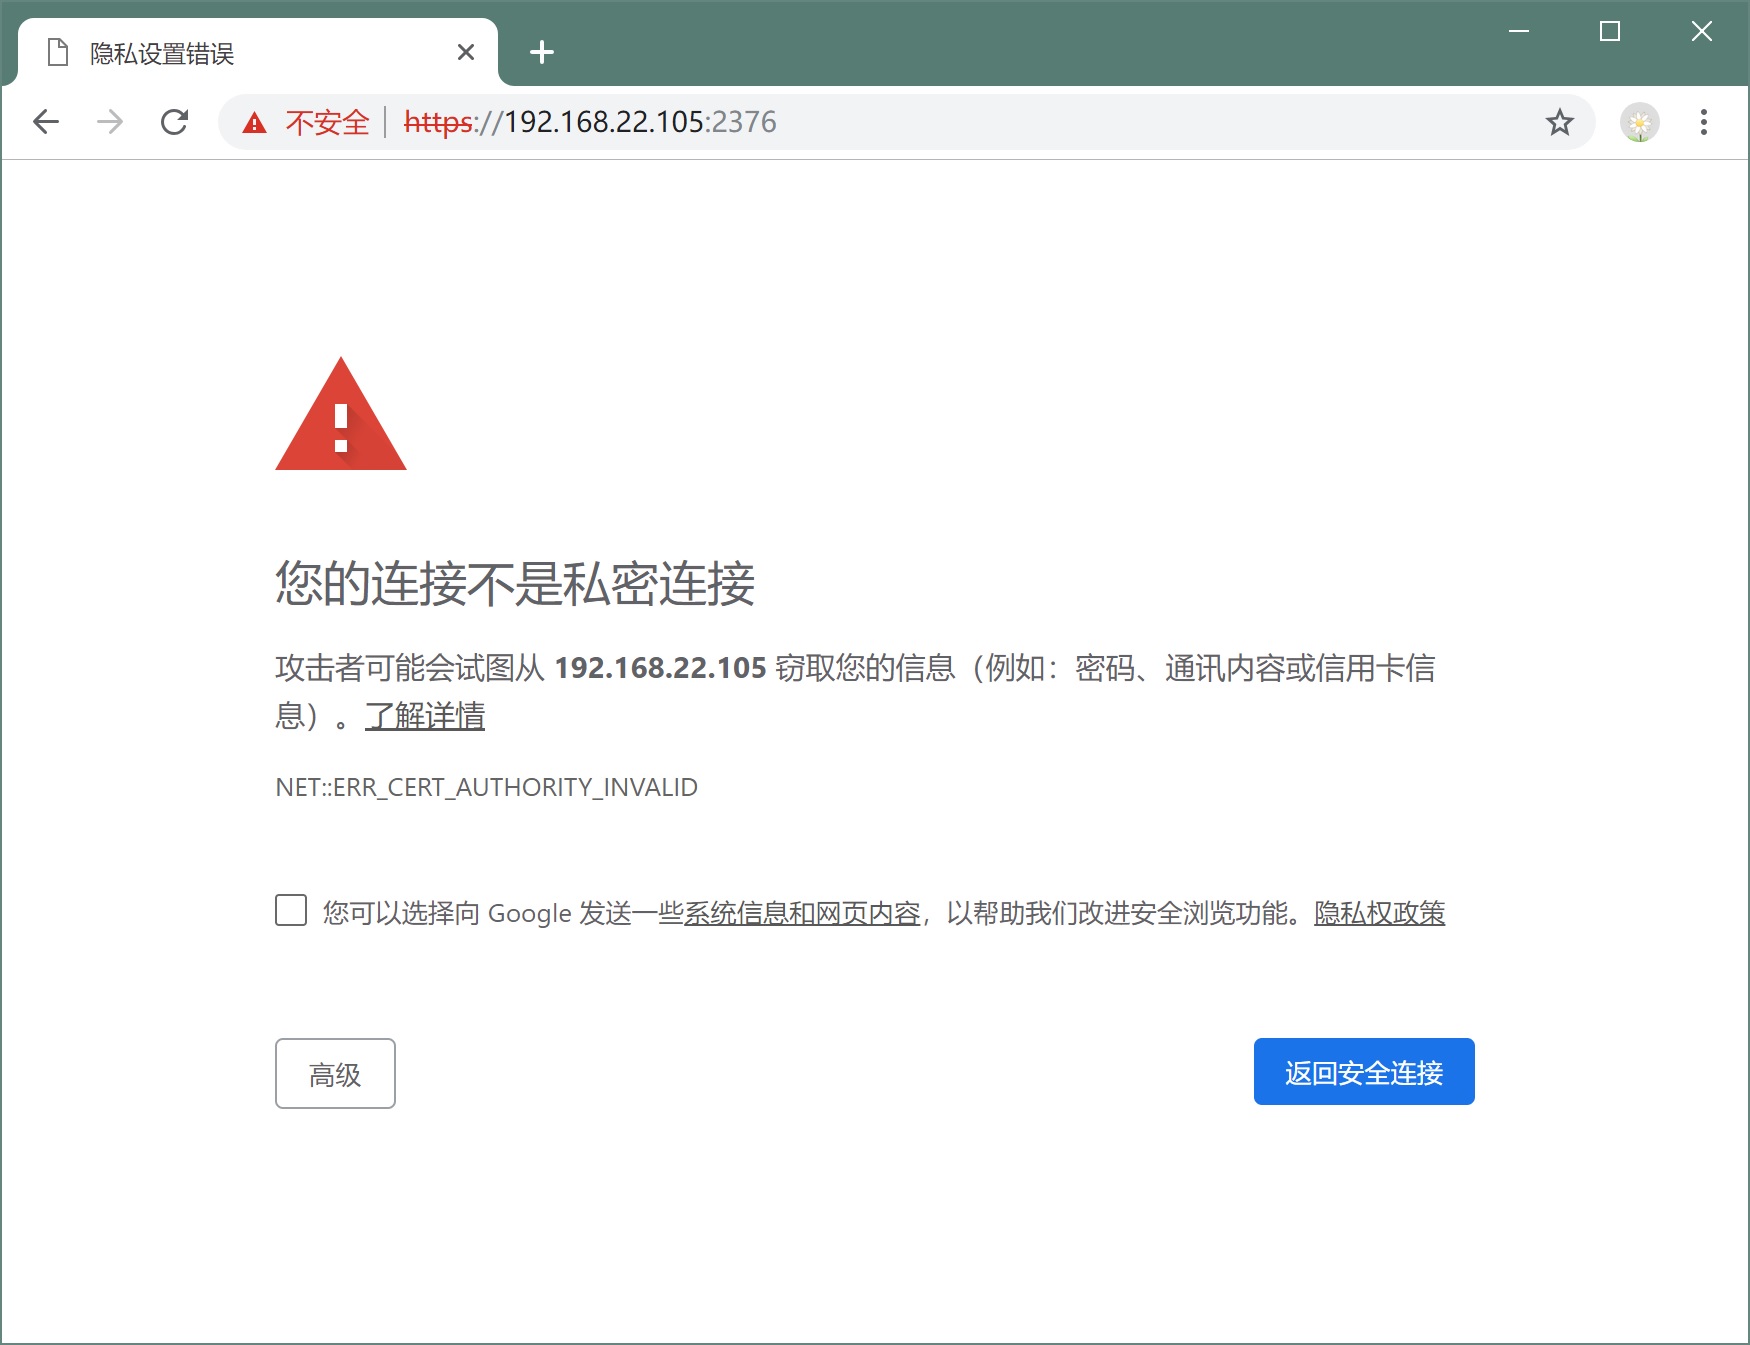 隐私设置错误
不安全 https://192.168.22.105:2376
您的连接不是私密连接
攻击者可能会试图从 192.168.22.105 窃取您的信息（例如：密码、通讯内容或信用卡信
息）。了解详情
NET::ERR_CERT_AUTHORITY_INVALID
您可以选择向 Google 发送一些系统信息和网页内容，以帮助我们改进安全浏览功能。隐私权政策
高级
返回安全连接